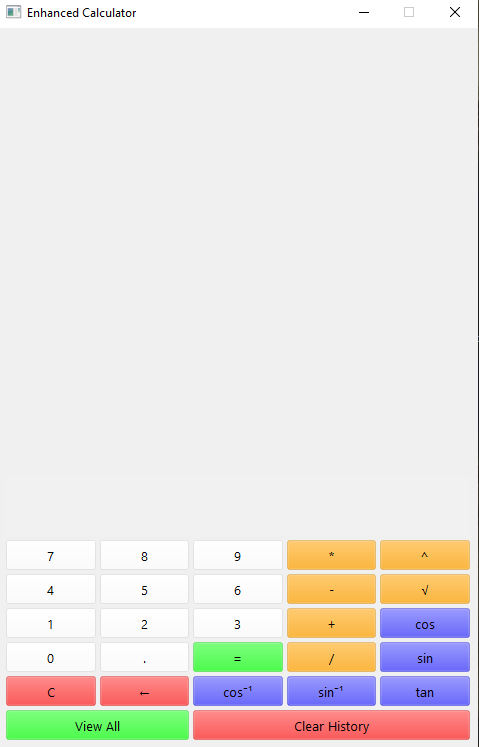 Enhanced Calculator
7 8 9 * ^
4 5 6 - √
1 2 3 + cos
0 . = / sin
C ← cos⁻¹ sin⁻¹ tan
View All Clear History